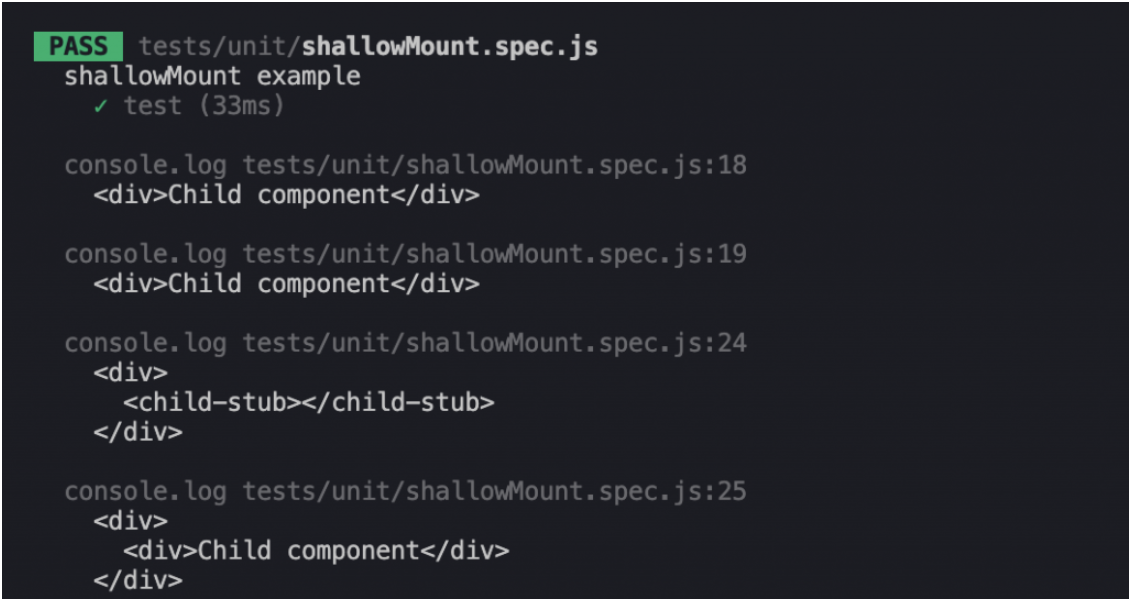 PASS tests/unit/shallowMount.spec.js
shallowMount example
✓ test (33ms)
console.log tests/unit/shallowMount.spec.js:18
<div>Child component</div>
console.log tests/unit/shallowMount.spec.js:19
<div>Child component</div>
console.log tests/unit/shallowMount.spec.js:24
<div>
<child-stub></child-stub>
</div>
console.log tests/unit/shallowMount.spec.js:25
<div>
<div>Child component</div>
</div>